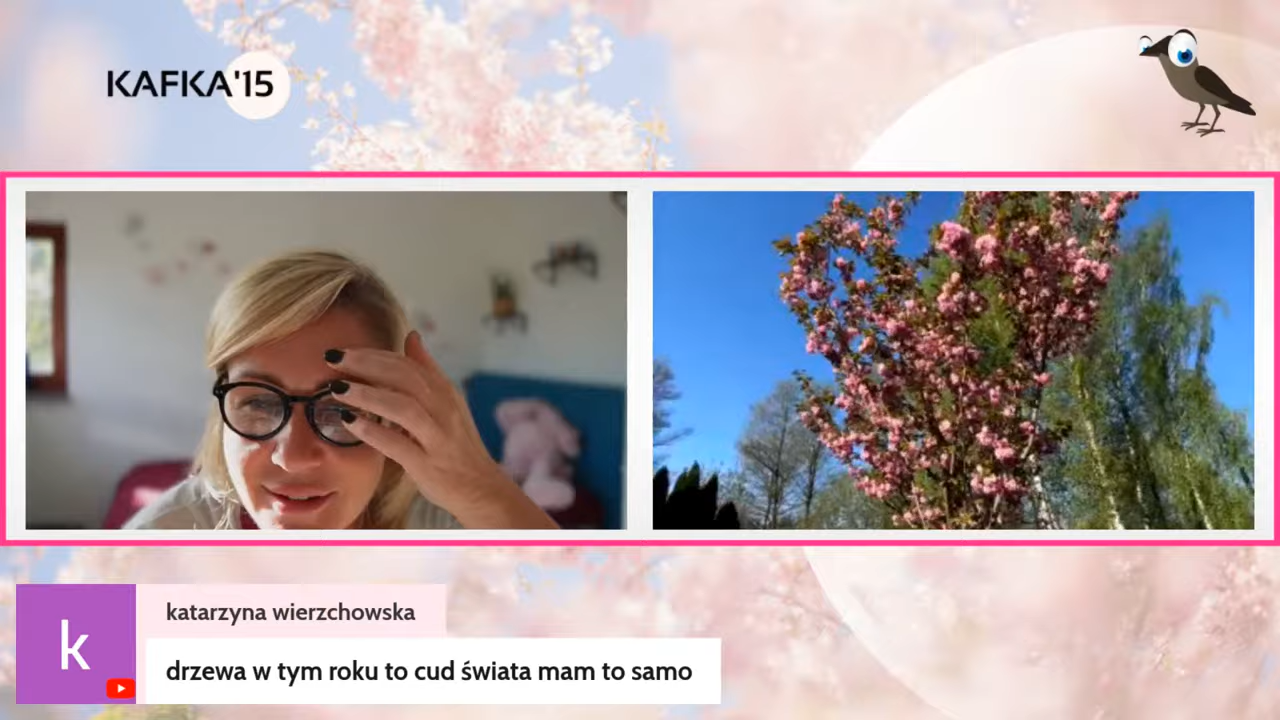 KAFKA'15
k
katarzyna wierzchowska
drzewa w tym roku to cud świata mam to samo